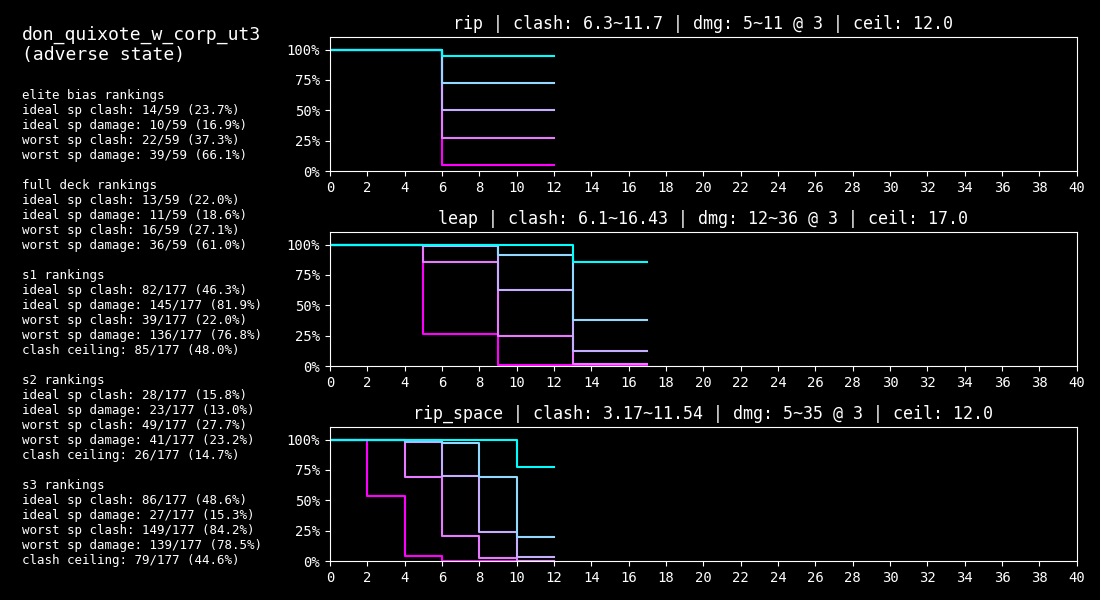 don_quixote_w_corp_ut3
(adverse state)
elite bias rankings
ideal sp clash: 14/59 (23.7%)
ideal sp damage: 10/59 (16.9%)
worst sp clash: 22/59 (37.3%)
worst sp damage: 39/59 (66.1%)
full deck rankings
ideal sp clash: 13/59 (22.0%)
ideal sp damage: 11/59 (18.6%)
worst sp clash: 16/59 (27.1%)
worst sp damage: 36/59 (61.0%)
s1 rankings
ideal sp clash: 82/177 (46.3%)
ideal sp damage: 145/177 (81.9%)
worst sp clash: 39/177 (22.0%)
worst sp damage: 136/177 (76.8%)
clash ceiling: 85/177 (48.0%)
s2 rankings
ideal sp clash: 28/177 (15.8%)
ideal sp damage: 23/177 (13.0%)
worst sp clash: 49/177 (27.7%)
worst sp damage: 41/177 (23.2%)
clash ceiling: 26/177 (14.7%)
s3 rankings
ideal sp clash: 86/177 (48.6%)
ideal sp damage: 27/177 (15.3%)
worst sp clash: 149/177 (84.2%)
worst sp damage: 139/177 (78.5%)
clash ceiling: 79/177 (44.6%)
rip | clash: 6.3~11.7 | dmg: 5~11 @ 3 | ceil: 12.0
100%
75%
50%
25%
0%
0 2 4 6 8 10 12 14 16 18 20 22 24 26 28 30 32 34 36 38 40
leap | clash: 6.1~16.43 | dmg: 12~36 @ 3 | ceil: 17.0
100%
75%
50%
25%
0%
0 2 4 6 8 10 12 14 16 18 20 22 24 26 28 30 32 34 36 38 40
rip_space | clash: 3.17~11.54 | dmg: 5~35 @ 3 | ceil: 12.0
100%
75%
50%
25%
0%
0 2 4 6 8 10 12 14 16 18 20 22 24 26 28 30 32 34 36 38 40